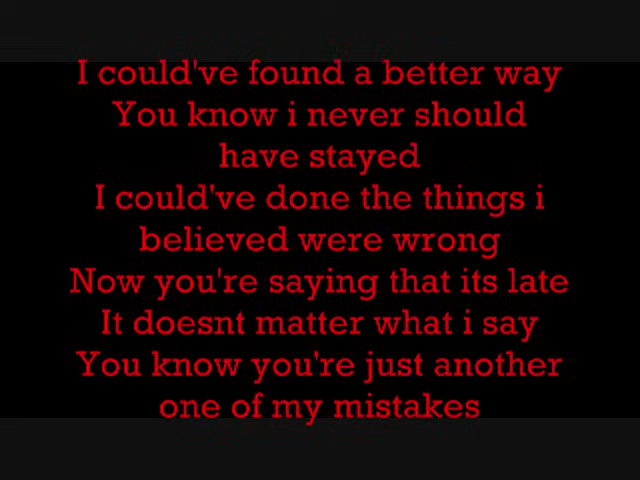 I could've found a better way
You know i never should
have stayed
I could've done the things i
believed were wrong
Now you're saying that its late
It doesnt matter what i say
You know you're just another
one of my mistakes